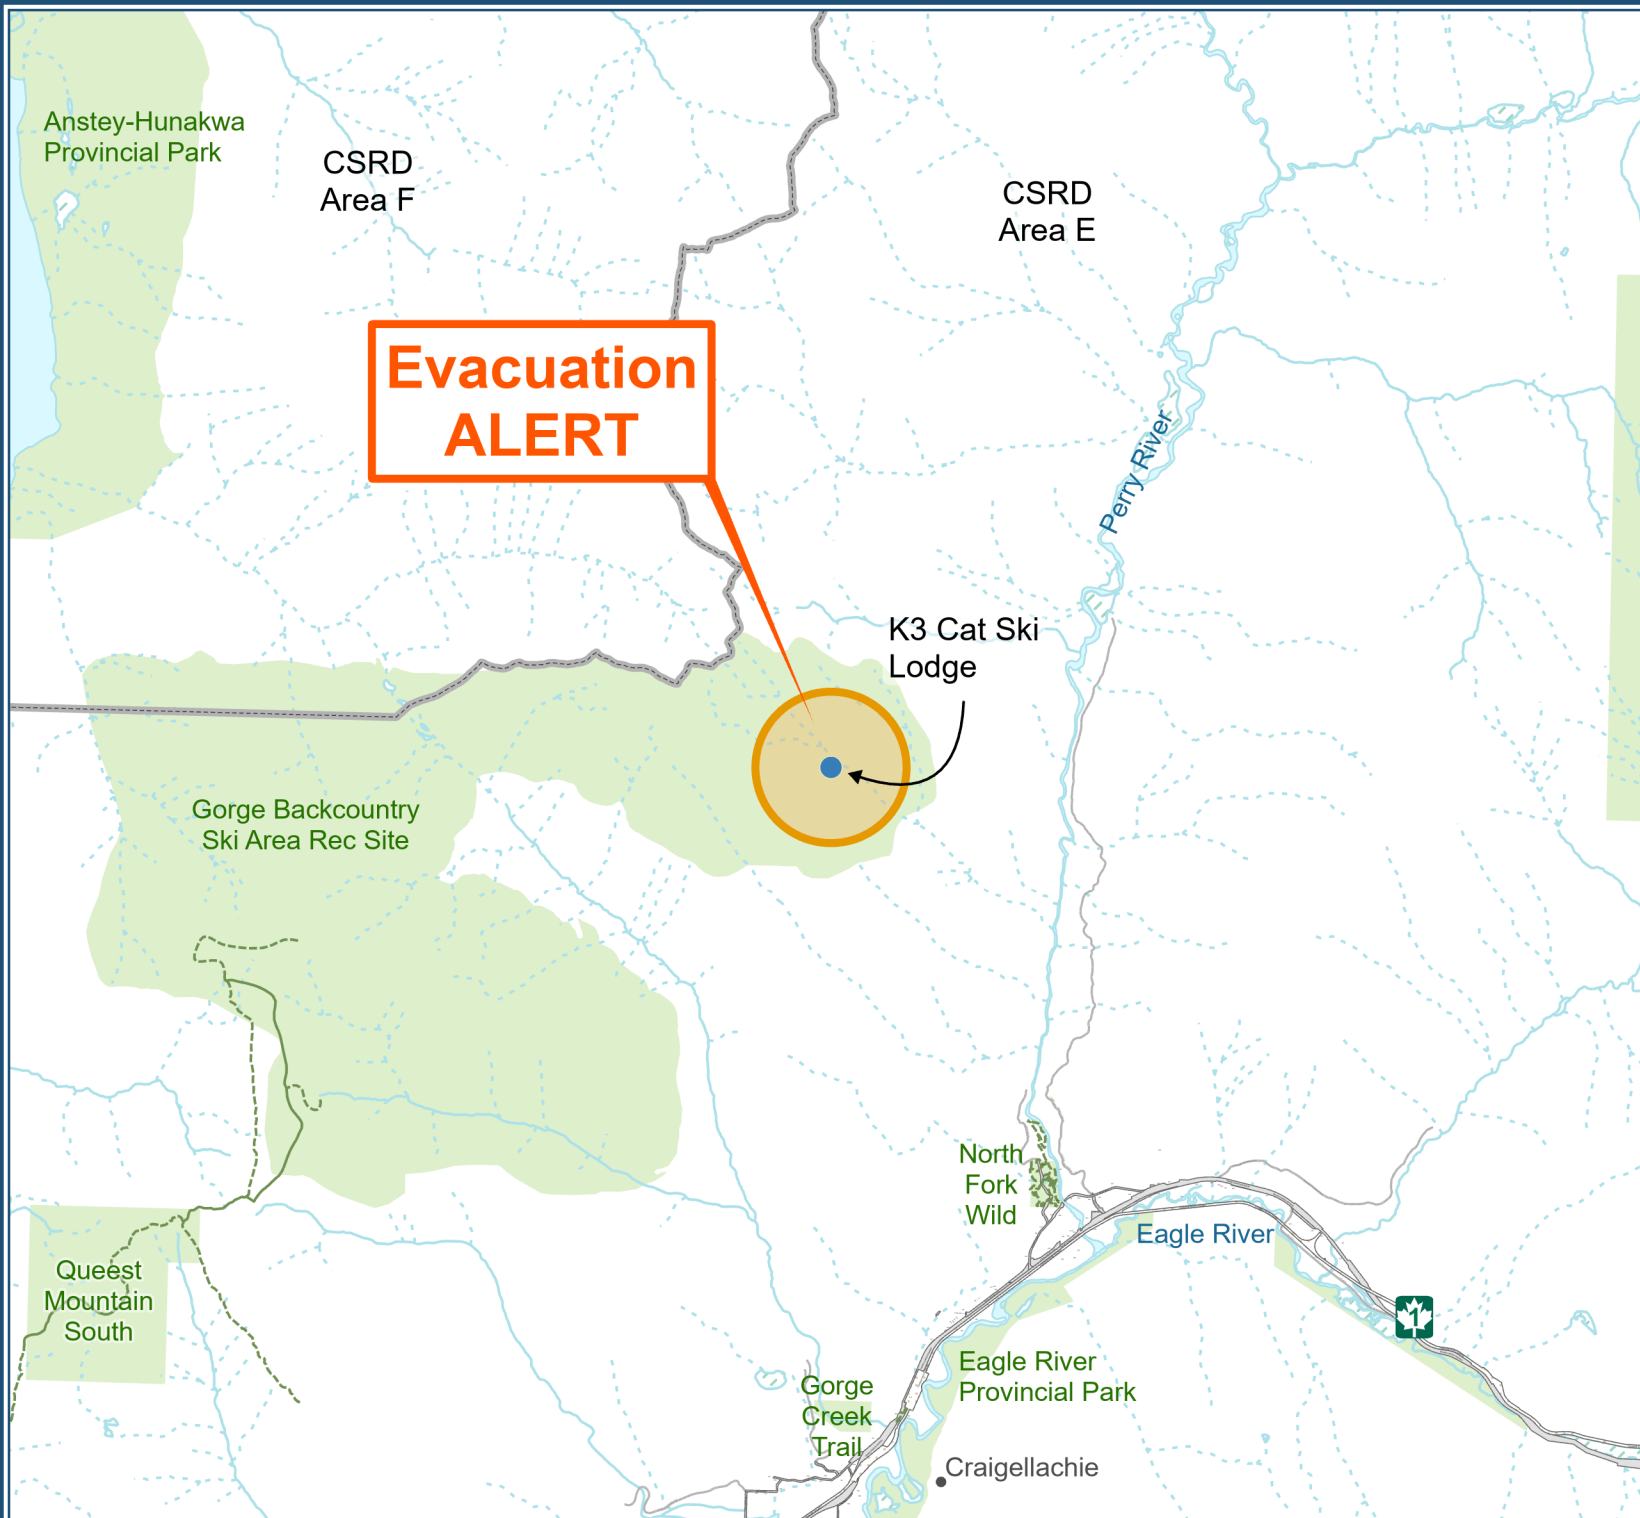 Anstey-Hunakwa
Provincial Park
CSRD
Area F
CSRD
Area E
Evacuation
ALERT
Perry River
K3 Cat Ski
Lodge
Gorge Backcountry
Ski Area Rec Site
North
Fork
Wild
Eagle River
Queest
Mountain
South
1
Eagle River
Provincial Park
Gorge
Creek
Trail
Craigellachie